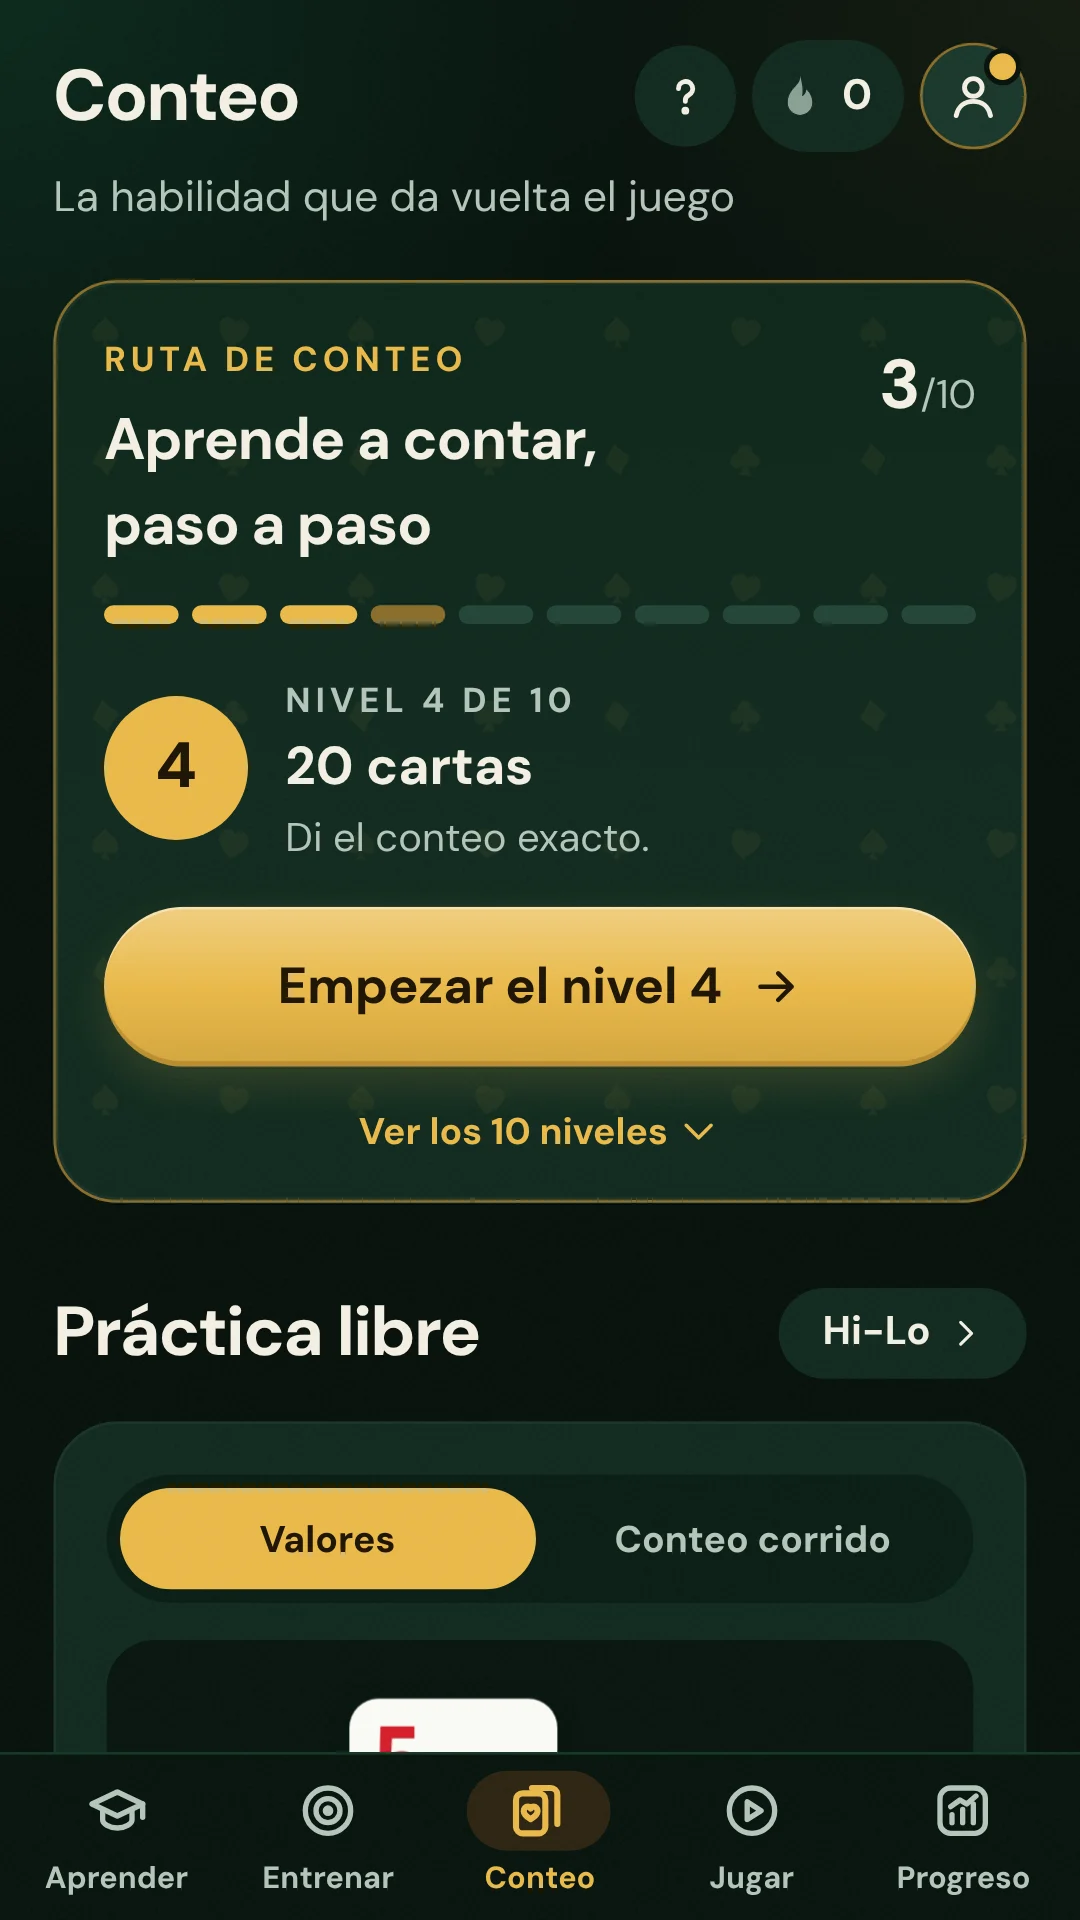 Conteo
? 0
La habilidad que da vuelta el juego
RUTA DE CONTEO
3/10
Aprende a contar,
paso a paso
NIVEL 4 DE 10
4
20 cartas
Di el conteo exacto.
Empezar el nivel 4 →
Ver los 10 niveles
Práctica libre
Hi-Lo
Valores
Conteo corrido
Aprender
Entrenar
Conteo
Jugar
Progreso